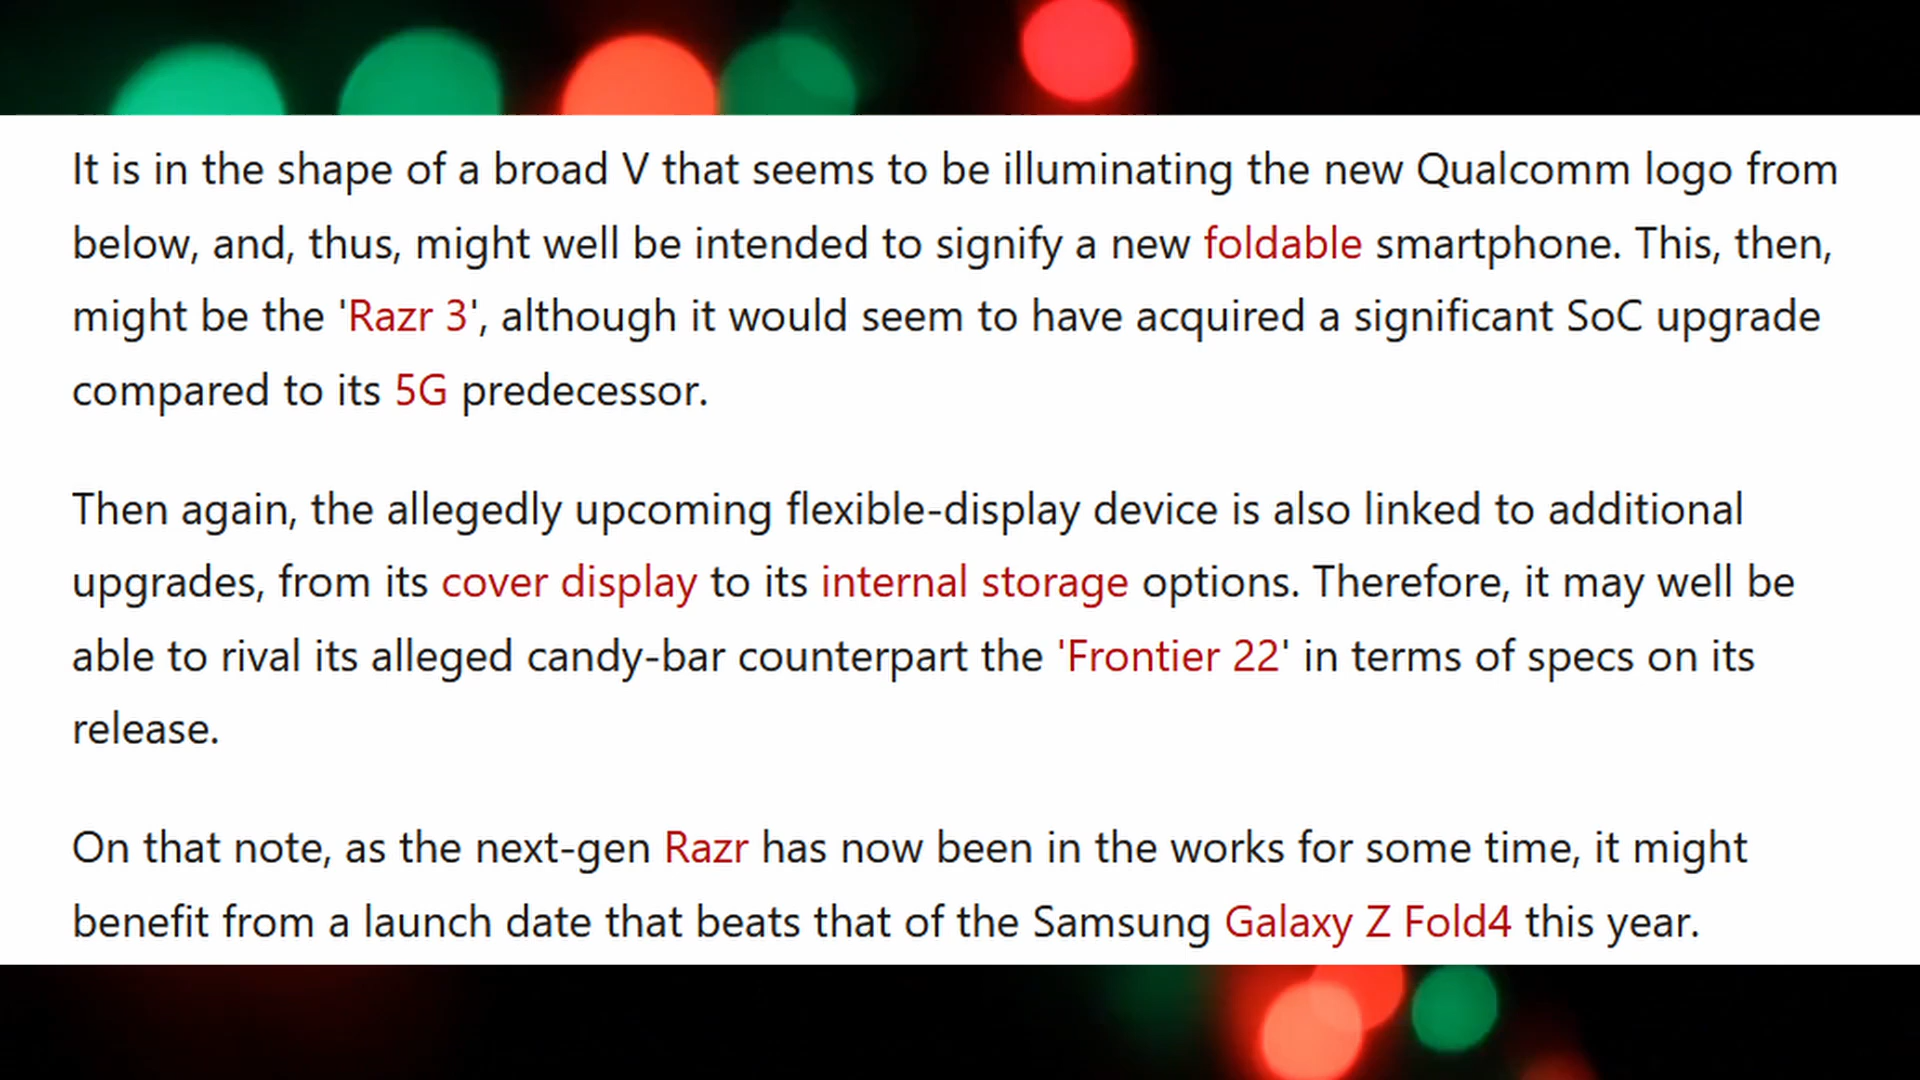 It is in the shape of a broad V that seems to be illuminating the new Qualcomm logo from
below, and, thus, might well be intended to signify a new foldable smartphone. This, then,
might be the 'Razr 3', although it would seem to have acquired a significant SoC upgrade
compared to its 5G predecessor.
Then again, the allegedly upcoming flexible-display device is also linked to additional
upgrades, from its cover display to its internal storage options. Therefore, it may well be
able to rival its alleged candy-bar counterpart the 'Frontier 22' in terms of specs on its
release.
On that note, as the next-gen Razr has now been in the works for some time, it might
benefit from a launch date that beats that of the Samsung Galaxy Z Fold4 this year.